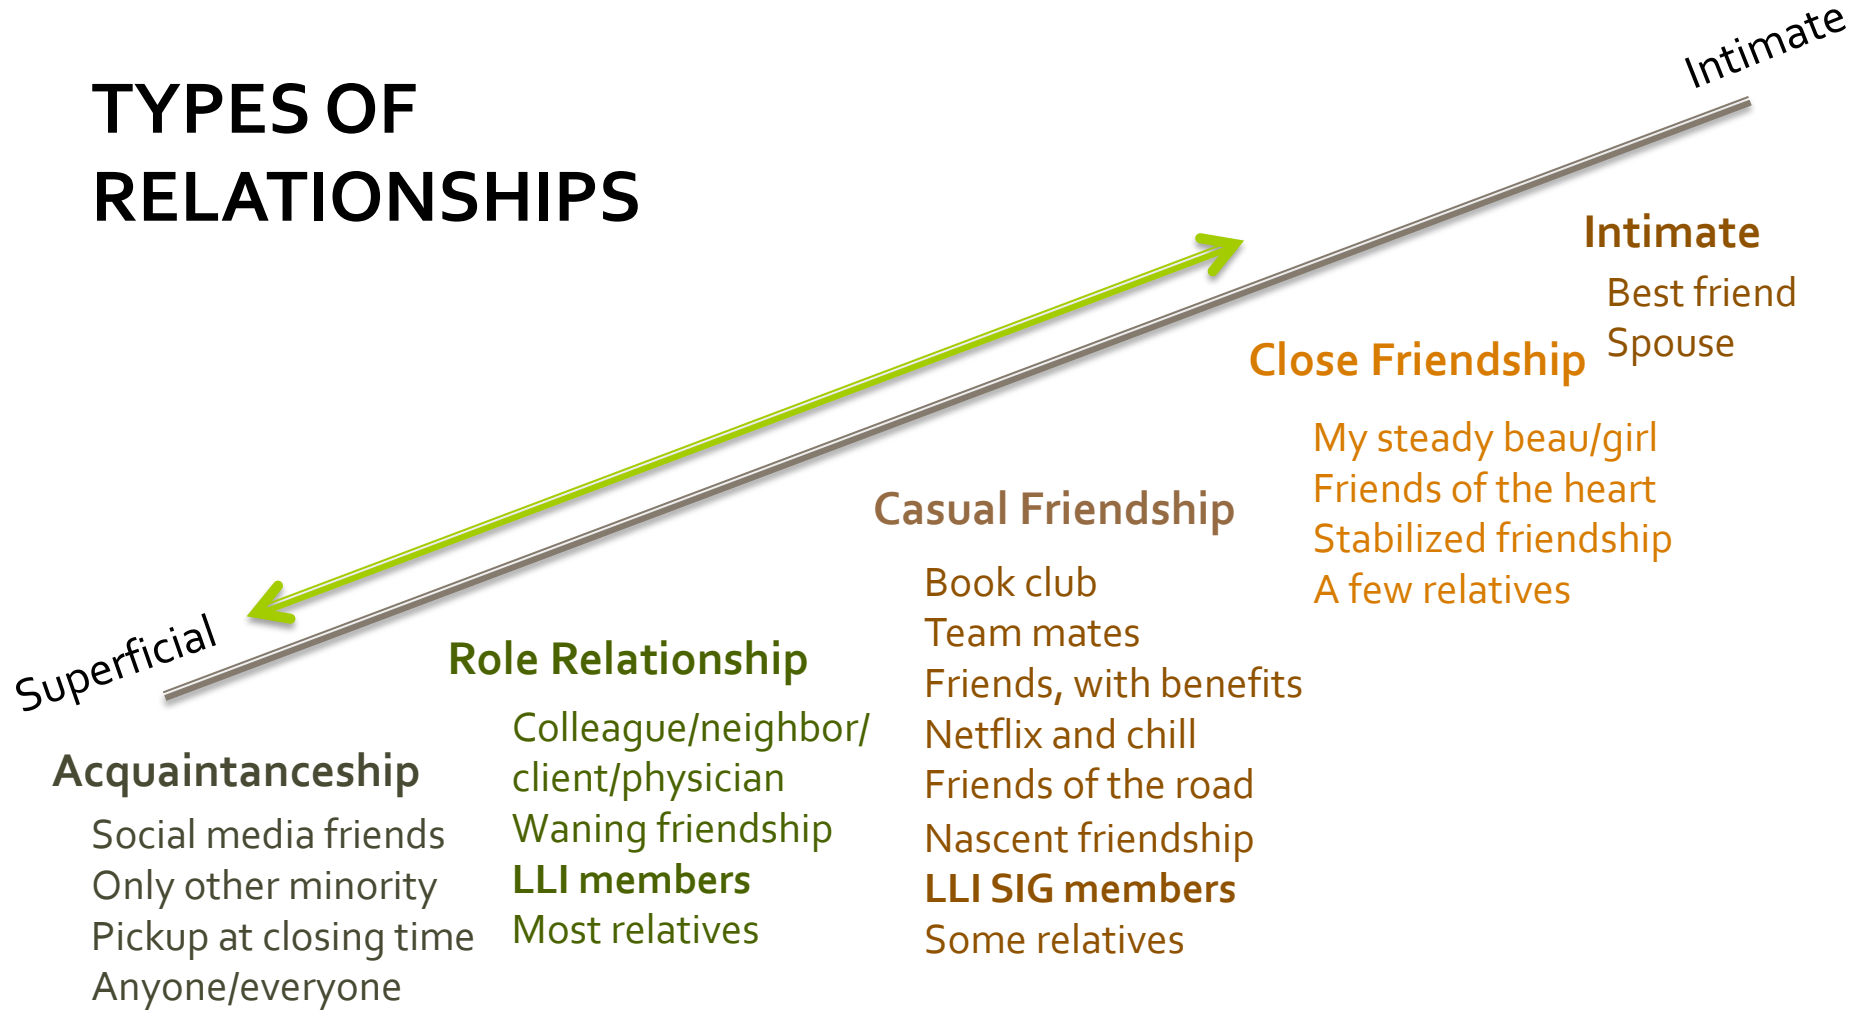 TYPES OF
RELATIONSHIPS
Intimate
Superficial
Acquaintanceship
Social media friends
Only other minority
Pickup at closing time
Anyone/everyone
Role Relationship
Colleague/neighbor/
client/physician
Waning friendship
LLI members
Most relatives
Casual Friendship
Book club
Team mates
Friends, with benefits
Netflix and chill
Friends of the road
Nascent friendship
LLI SIG members
Some relatives
Close Friendship
My steady beau/girl
Friends of the heart
Stabilized friendship
A few relatives
Intimate
Best friend
Spouse